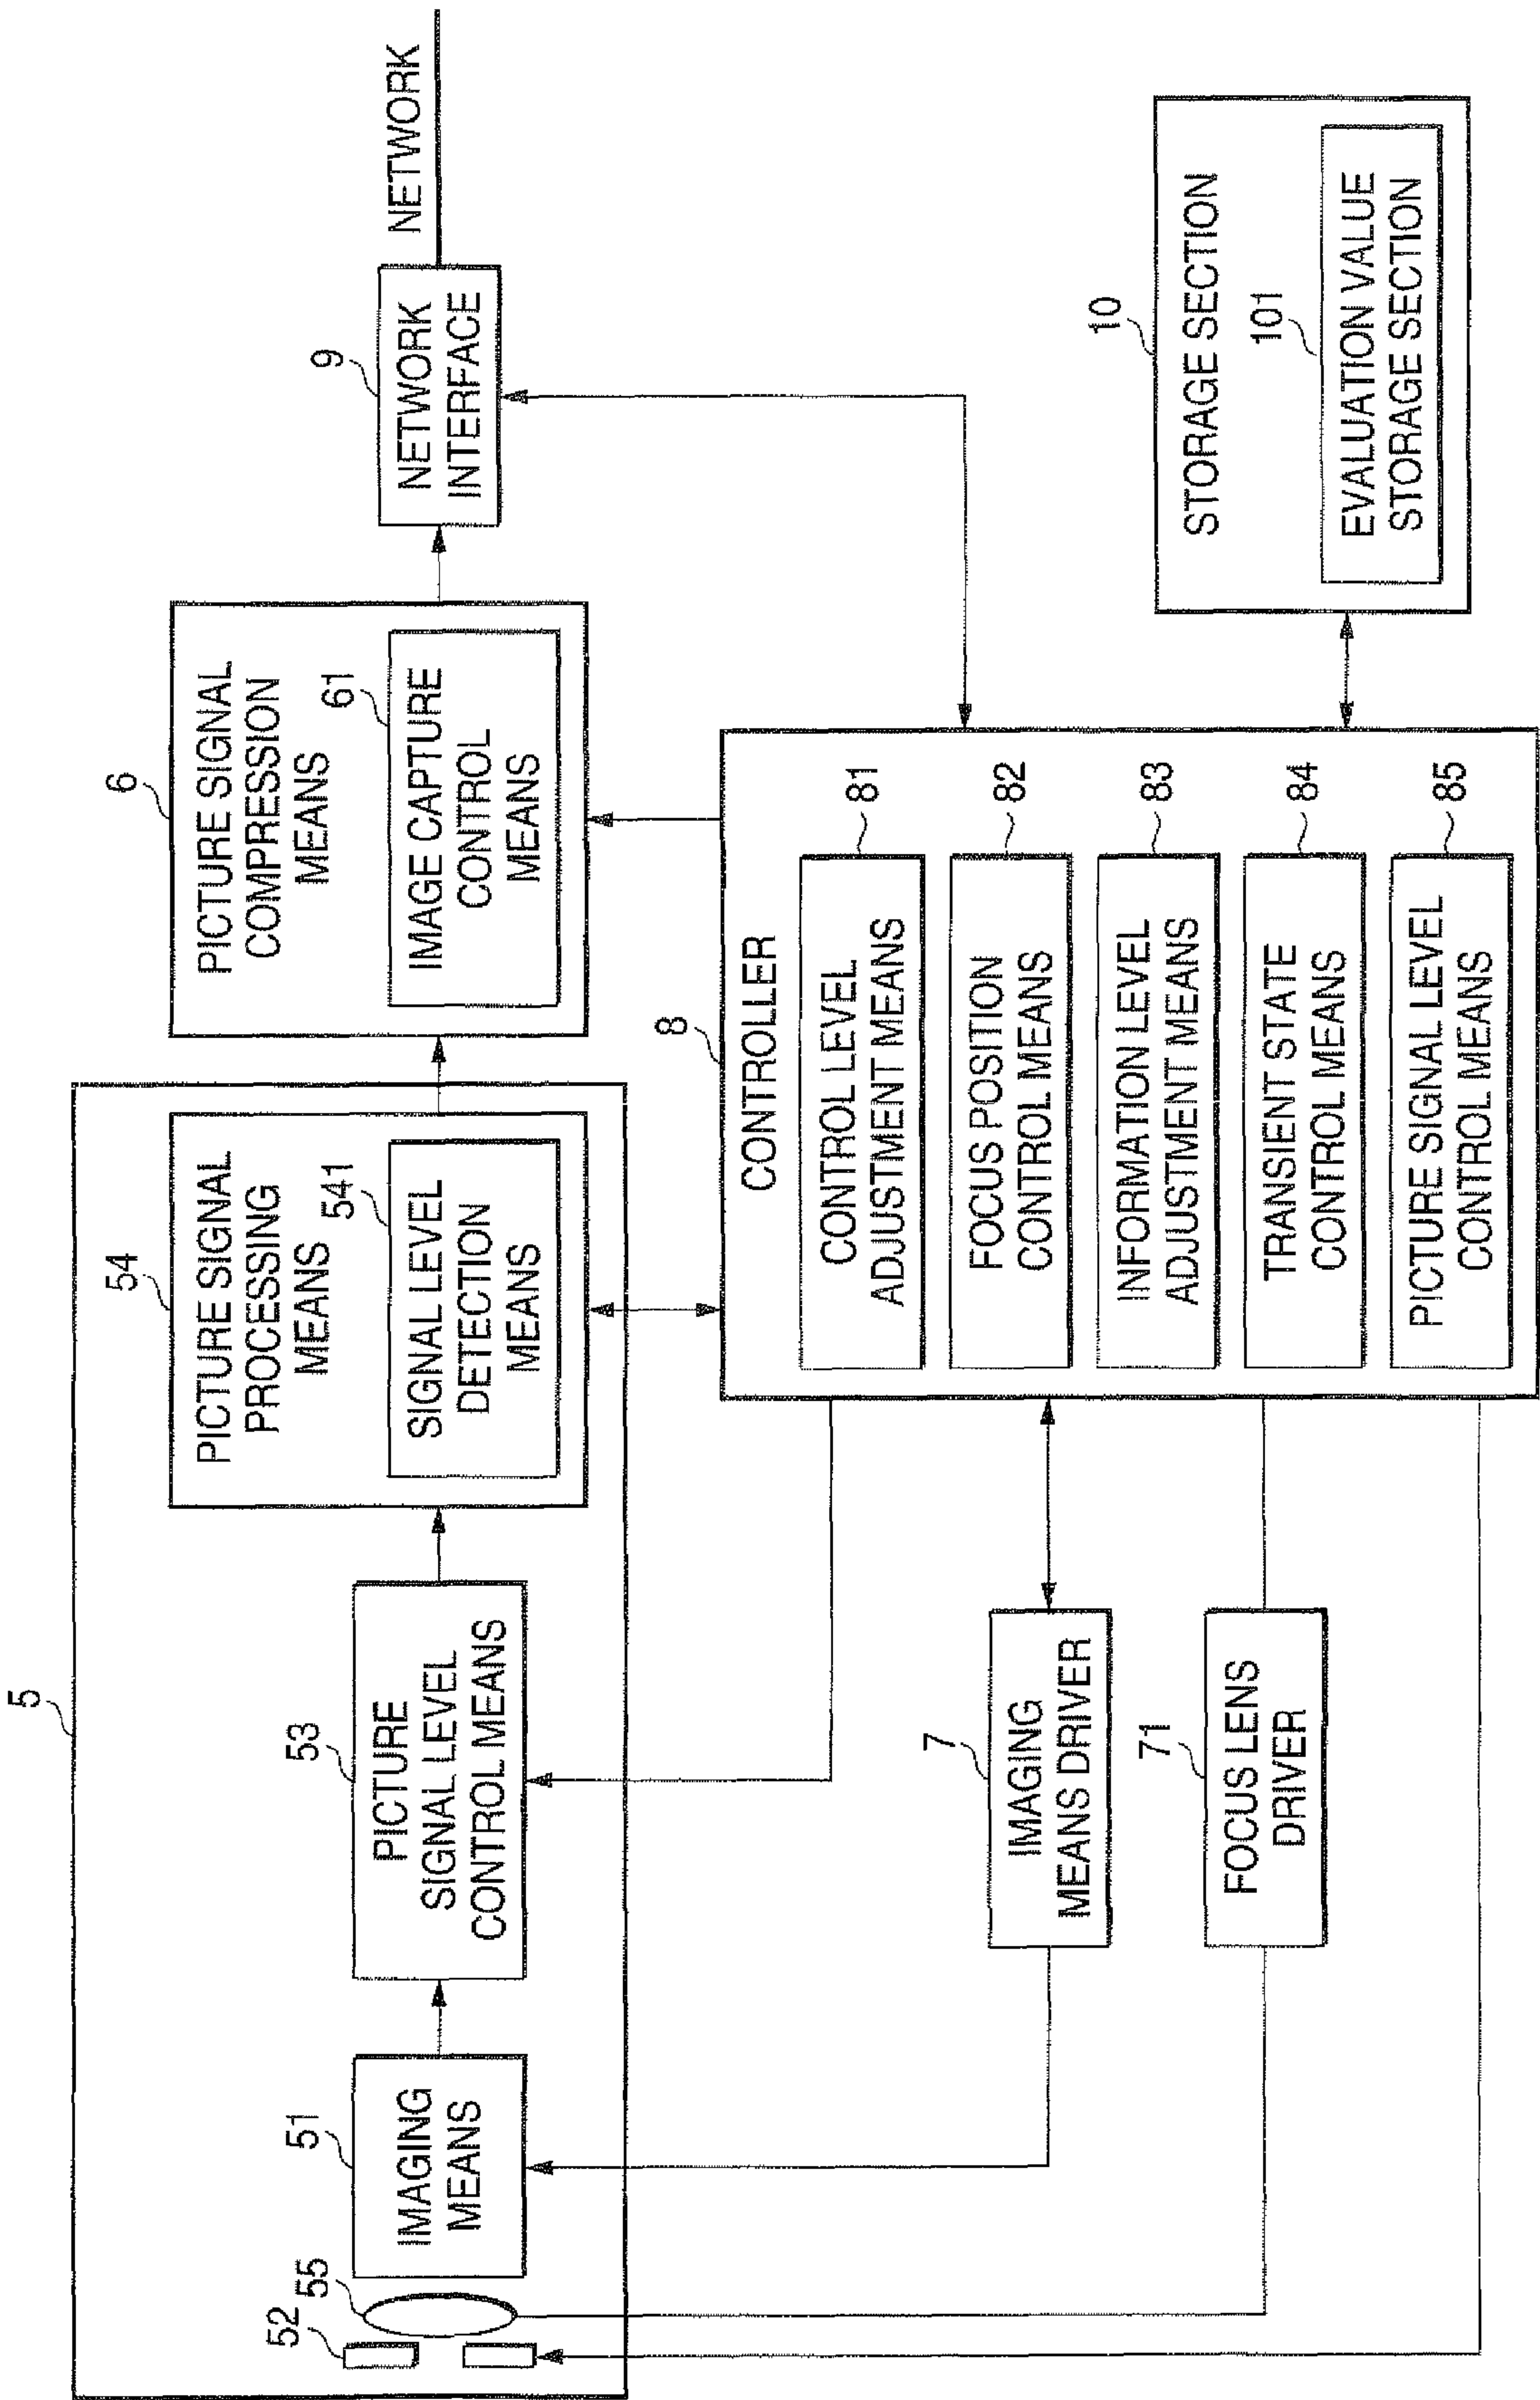 5
52
55
51
IMAGING
MEANS
53
PICTURE
SIGNAL LEVEL
CONTROL MEANS
54
PICTURE SIGNAL
PROCESSING
MEANS
541
SIGNAL LEVEL
DETECTION
MEANS
6
PICTURE SIGNAL
COMPRESSION
MEANS
61
IMAGE CAPTURE
CONTROL
MEANS
9
NETWORK
INTERFACE
NETWORK
7
IMAGING
MEANS DRIVER
71
FOCUS LENS
DRIVER
8
CONTROLLER
CONTROL LEVEL
ADJUSTMENT MEANS
81
FOCUS POSITION
CONTROL MEANS
82
INFORMATION LEVEL
ADJUSTMENT MEANS
83
TRANSIENT STATE
CONTROL MEANS
84
PICTURE SIGNAL LEVEL
CONTROL MEANS
85
10
STORAGE SECTION
101
EVALUATION VALUE
STORAGE SECTION